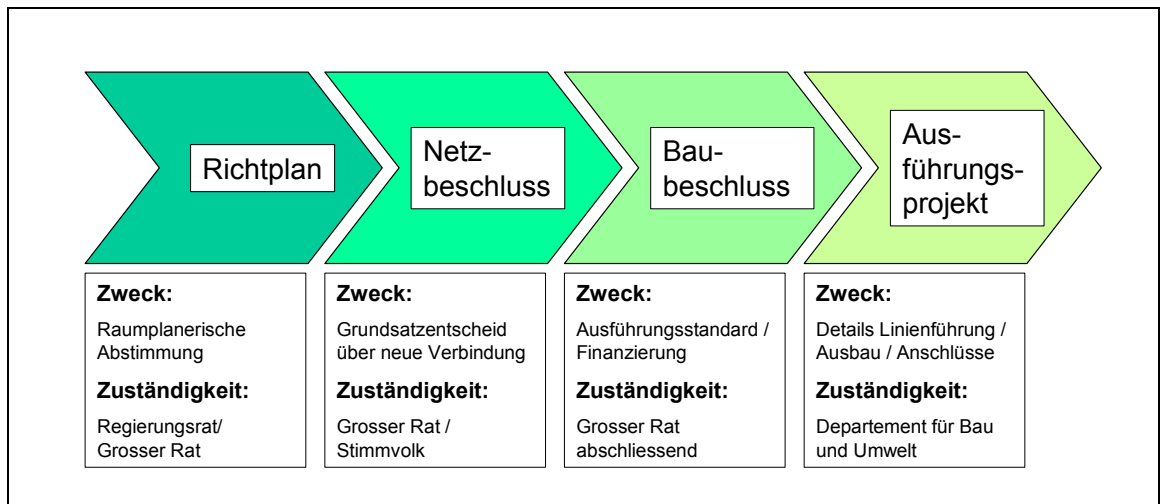 Richtplan
Netz-
beschluss
Bau-
beschluss
Aus-
führungs-
projekt
Zweck:
Raumplanerische
Abstimmung
Zuständigkeit:
Regierungsrat/
Grosser Rat
Zweck:
Grundsatzentscheid
über neue Verbindung
Zuständigkeit:
Grosser Rat /
Stimmvolk
Zweck:
Ausführungsstandard /
Finanzierung
Zuständigkeit:
Grosser Rat
abschliessend
Zweck:
Details Linienführung /
Ausbau / Anschlüsse
Zuständigkeit:
Departement für Bau
und Umwelt